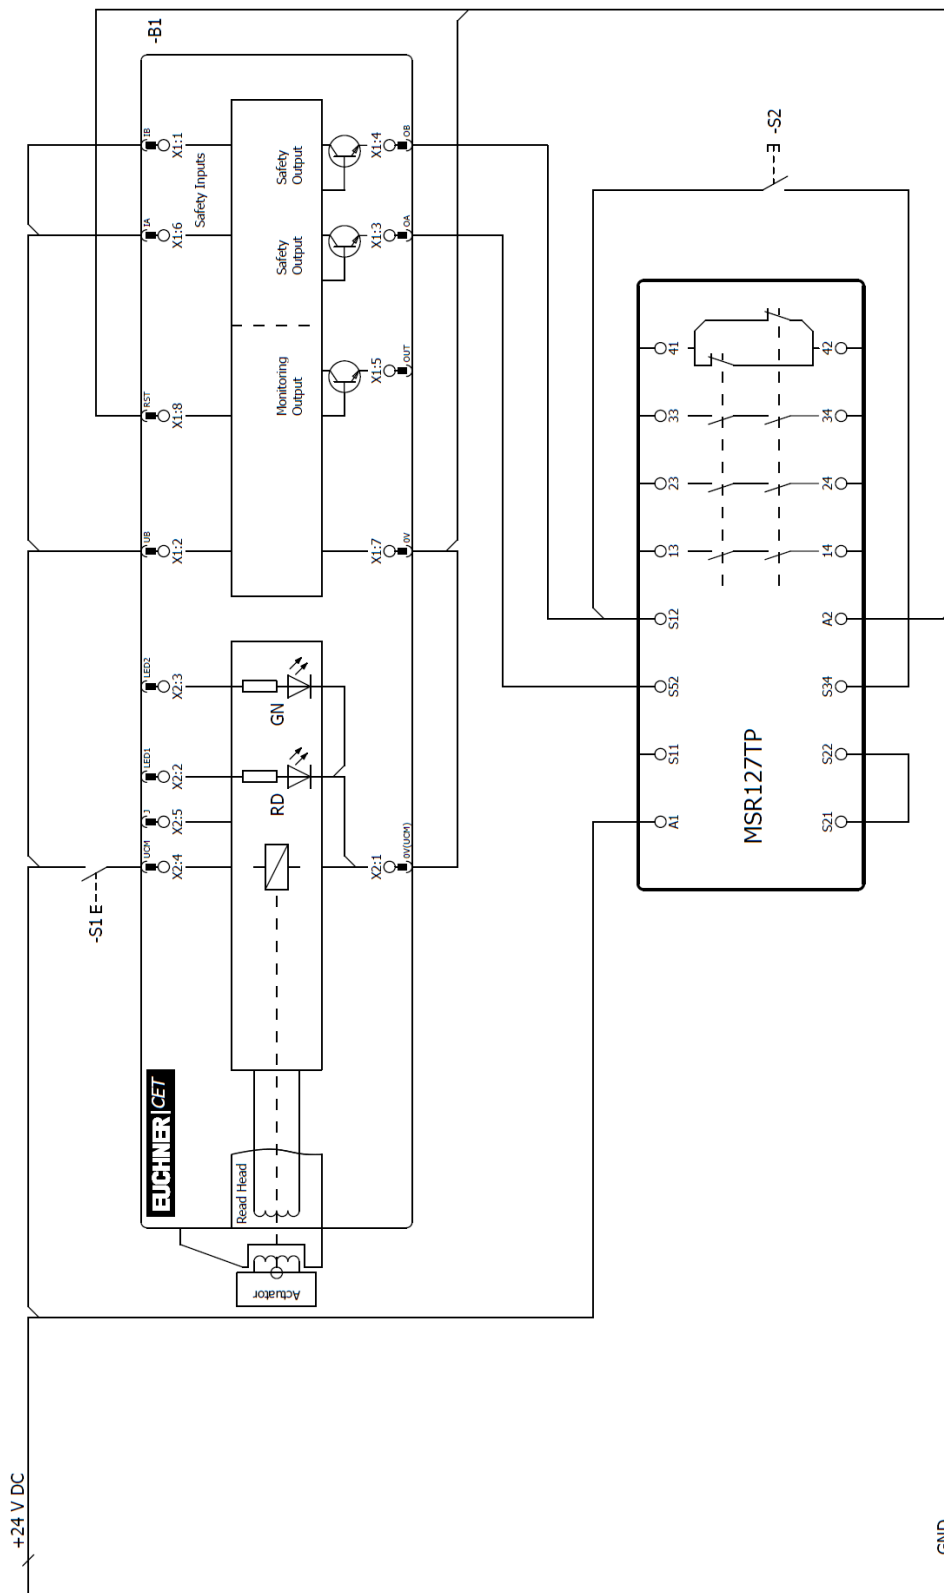 -B1
IB
X1:1
Safety Inputs
IA
X1:6
RST
X1:8
UB
X1:2
Safety
Output
Safety
Output
Monitoring
Output
X1:4
OB
X1:3
OA
X1:5
OUT
X1:7
0V
LED2
X2:3
LED1
X2:2
J
X2:5
UCM
X2:4
GN
RD
X2:1
0V(UCM)
-S1
E
EUCHNER CET
Read Head
Actuator
-S2
E
41
33
23
13
S12
S52
S11
A1
42
34
24
14
A2
S34
S22
S21
MSR127TP
+24 V DC
GND